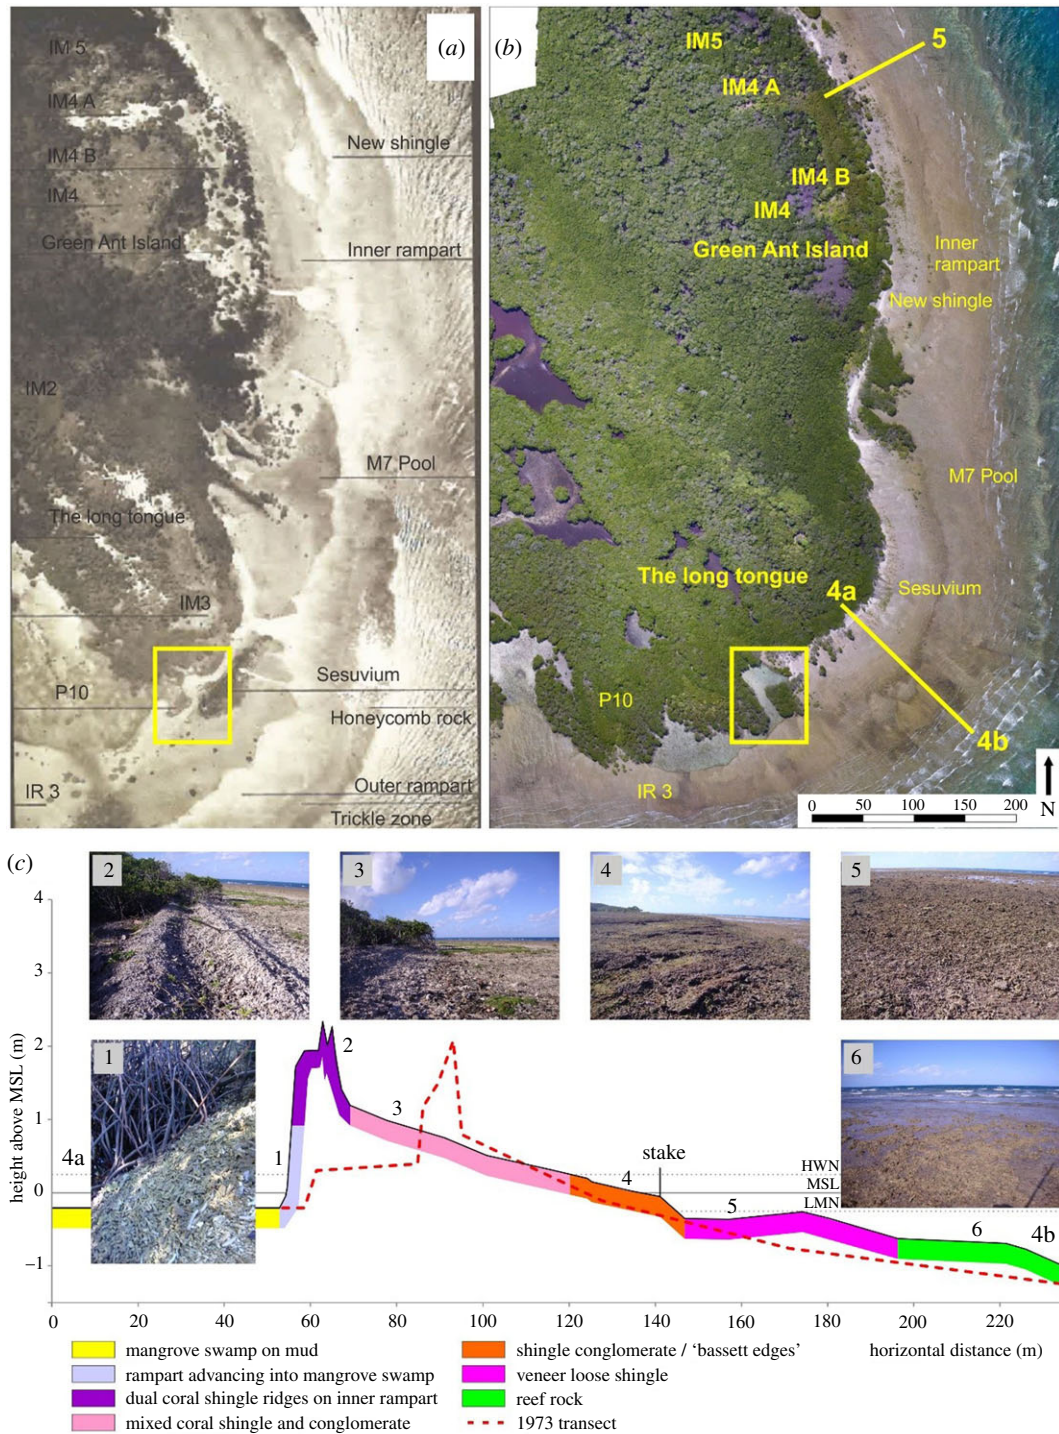 (a)
IM 5
IM4 A
New shingle
IM4 B
IM4
Green Ant Island
Inner rampart
IM2
M7 Pool
The long tongue
IM3
Sesuvium
P10
Honeycomb rock
Outer rampart
IR 3
Trickle zone
(b)
IM5
5
IM4 A
IM4 B
IM4
Green Ant Island
Inner
rampart
New shingle
M7 Pool
The long tongue
4a
Sesuvium
P10
4b
IR 3
0 50 100 150 200
N
(c)
2
3
4
5
1
6
height above MSL (m)
4
3
2
1
0
−1
4a
1
2
3
4
stake
5
6
4b
HWN
MSL
LMN
0 20 40 60 80 100 120 140 160 180 200 220
horizontal distance (m)
mangrove swamp on mud
rampart advancing into mangrove swamp
dual coral shingle ridges on inner rampart
mixed coral shingle and conglomerate
shingle conglomerate / ‘bassett edges’
veneer loose shingle
reef rock
1973 transect